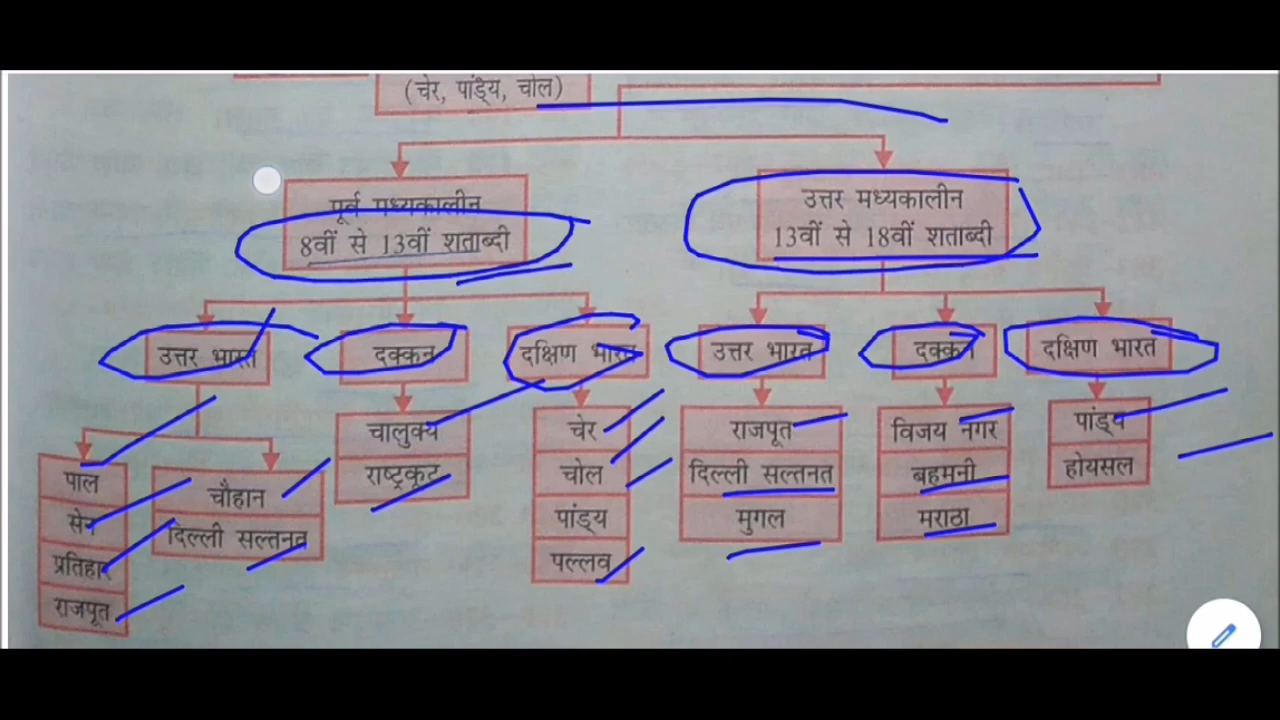 (चेर, पांड्य, चोल)
पूर्व मध्यकालीन
8वीं से 13वीं शताब्दी
उत्तर मध्यकालीन
13वीं से 18वीं शताब्दी
उत्तर भारत
दक्कन
दक्षिण भारत
उत्तर भारत
दक्कन
दक्षिण भारत
पाल
सेन
प्रतिहार
राजपूत
चौहान
दिल्ली सल्तनत
चालुक्य
राष्ट्रकूट
चेर
चोल
पांड्य
पल्लव
राजपूत
दिल्ली सल्तनत
मुगल
विजय नगर
बहमनी
मराठा
पांड्य
होयसल